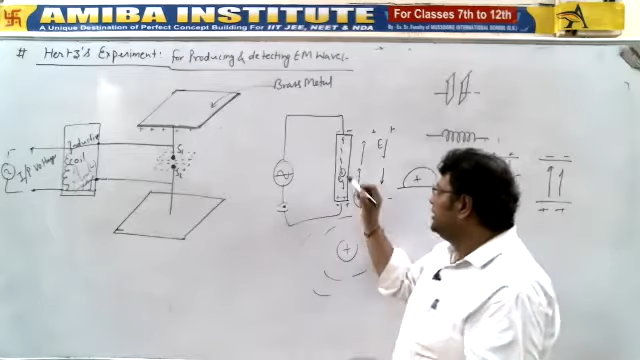 AMIBA INSTITUTE
A Unique Destination of Perfect Concept Building For IIT JEE, NEET & NDA
For Classes 7th to 12th
# Hertz's Experiment: for Producing & detecting EM Wave:-
Brass Metal
Induction
coil
I/P Voltage
S₁
S₂
E